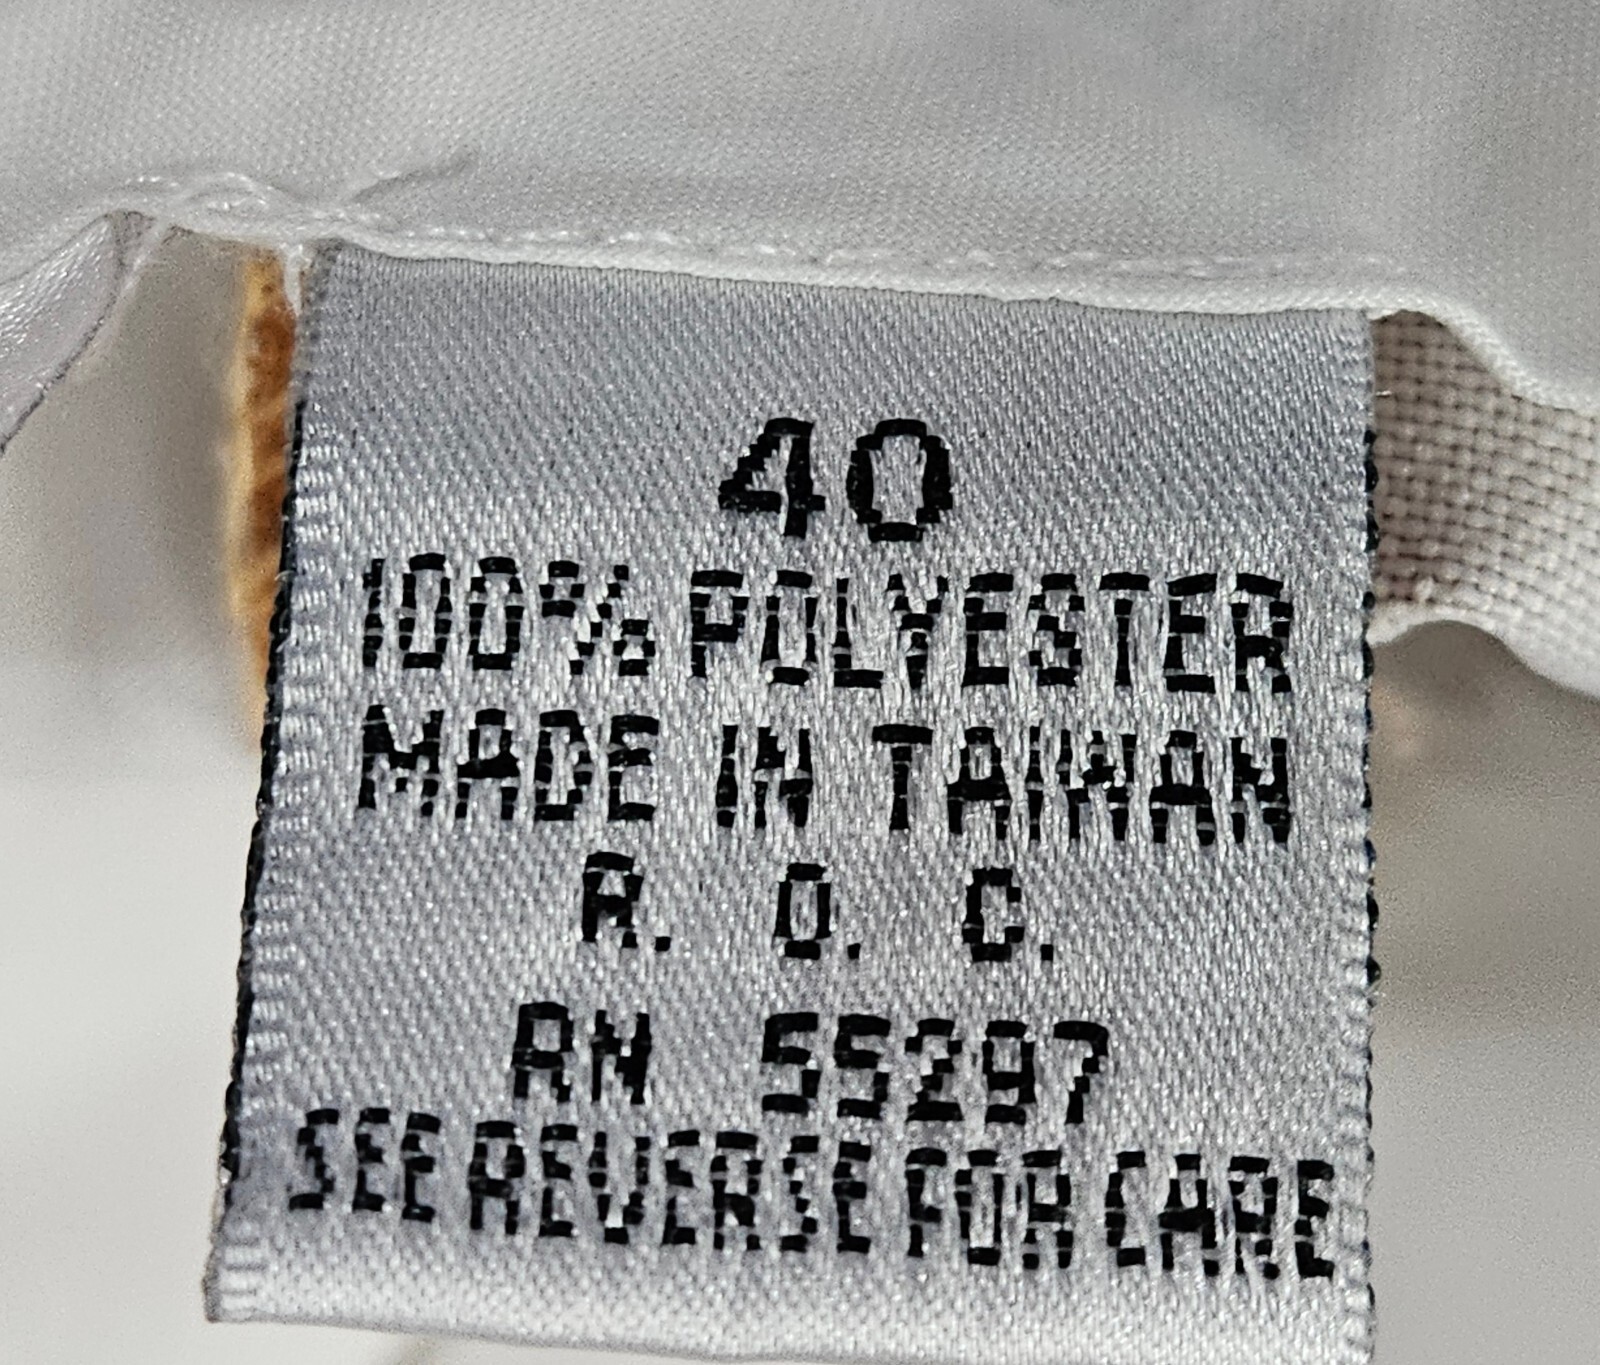 40
100% POLYESTER
MADE IN TAIWAN
R. O. C.
RN 55297
SEE REVERSE FOR CARE